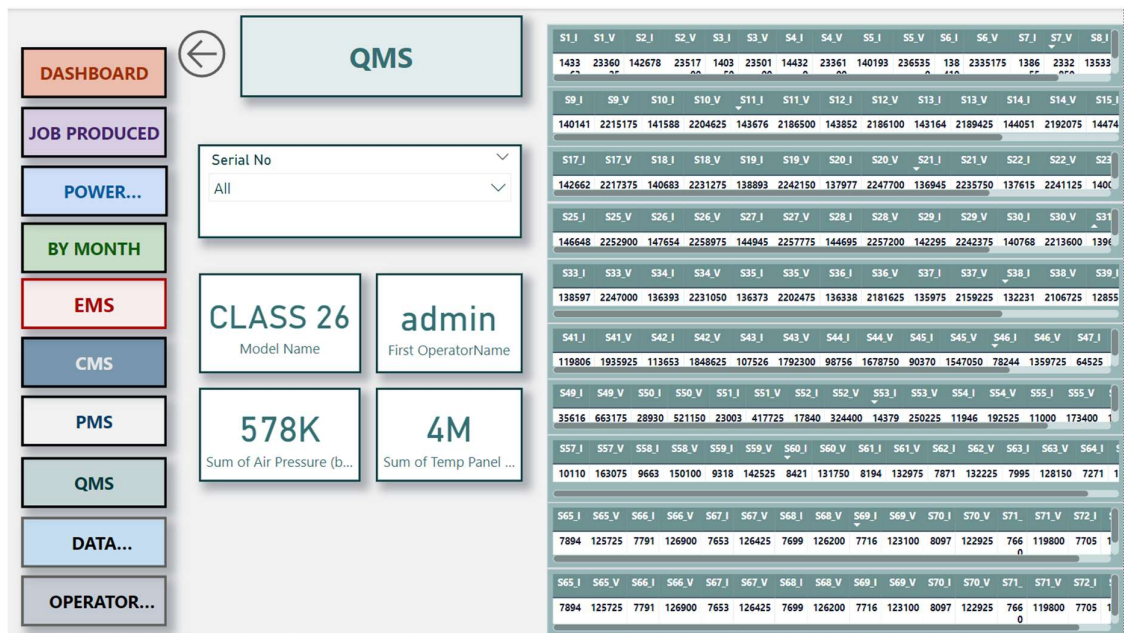 DASHBOARD
JOB PRODUCED
POWER...
BY MONTH
EMS
CMS
PMS
QMS
DATA...
OPERATOR...
QMS
Serial No
All
CLASS 26
Model Name
admin
First OperatorName
578K
Sum of Air Pressure (b...
4M
Sum of Temp Panel ...
S1_I S1_V S2_I S2_V S3_I S3_V S4_I S4_V S5_I S5_V S6_I S6_V S7_I S7_V S8_I
1433 23360 142678 23517 1403 23501 14432 23361 140193 236535 138 2335175 1386 2332 13533
S9_I S9_V S10_I S10_V S11_I S11_V S12_I S12_V S13_I S13_V S14_I S14_V S15_I
140141 2215175 141588 2204625 143676 2186500 143852 2186100 143164 2189425 144051 2192075 14474
S17_I S17_V S18_I S18_V S19_I S19_V S20_I S20_V S21_I S21_V S22_I S22_V S23
142662 2217375 140683 2231275 138893 2242150 137977 2247700 136945 2235750 137615 2241125 140
S25_I S25_V S26_I S26_V S27_I S27_V S28_I S28_V S29_I S29_V S30_I S30_V S31
146648 2252900 147654 2258975 144945 2257775 144695 2257200 142295 2242375 140768 2213600 1396
S33_I S33_V S34_I S34_V S35_I S35_V S36_I S36_V S37_I S37_V S38_I S38_V S39_I
138597 2247000 136393 2231050 136373 2202475 136338 2181625 135975 2159225 132231 2106725 12855
S41_I S41_V S42_I S42_V S43_I S43_V S44_I S44_V S45_I S45_V S46_I S46_V S47_I
119806 1935925 113653 1848625 107526 1792300 98756 1678750 90370 1547050 78244 1359725 64525
S49_I S49_V S50_I S50_V S51_I S51_V S52_I S52_V S53_I S53_V S54_I S54_V S55_I S55_V
35616 663175 28930 521150 23003 417725 17840 324400 14379 250225 11946 192525 11000 173400
S57_I S57_V S58_I S58_V S59_I S59_V S60_I S60_V S61_I S61_V S62_I S62_V S63_I S63_V S64_I
10110 163075 9663 150100 9318 142525 8421 131750 8194 132975 7871 132225 7995 128150 7271
S65_I S65_V S66_I S66_V S67_I S67_V S68_I S68_V S69_I S69_V S70_I S70_V S71_ S71_V S72_I
7894 125725 7791 126900 7653 126425 7699 126200 7716 123100 8097 122925 766 119800 7705
0
S65_I S65_V S66_I S66_V S67_I S67_V S68_I S68_V S69_I S69_V S70_I S70_V S71_ S71_V S72_I
7894 125725 7791 126900 7653 126425 7699 126200 7716 123100 8097 122925 766 119800 7705
0